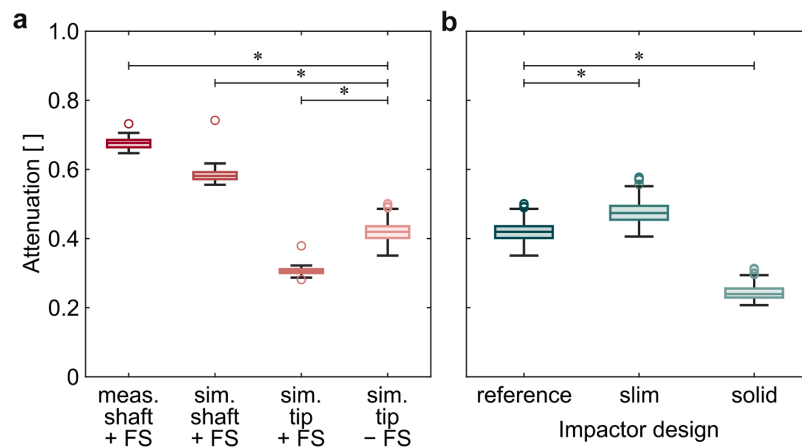 a
b
Attenuation [ ]
1.0
0.8
0.6
0.4
0.2
0
*
*
*
*
*
meas.
shaft
+ FS
sim.
shaft
+ FS
sim.
tip
+ FS
sim.
tip
− FS
reference
slim
solid
Impactor design